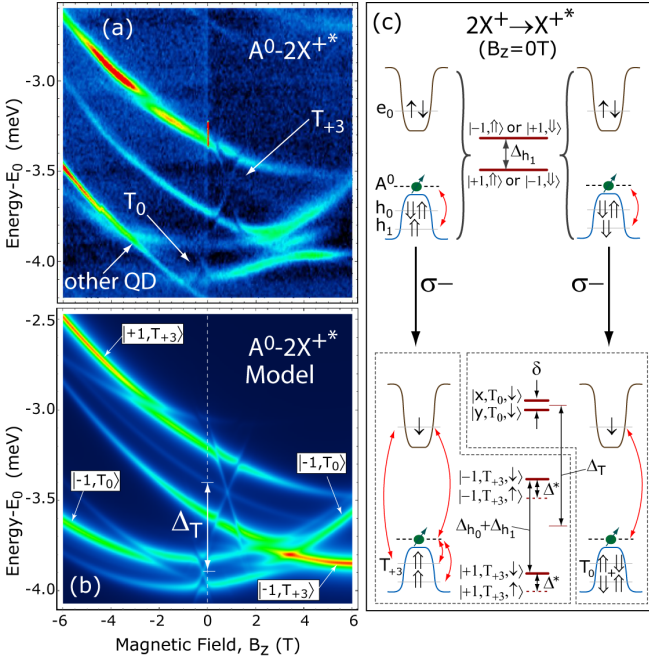 (a)
A⁰-2X⁺*
T₊₃
T₀
other QD
Energy-E₀ (meV)
-3.0
-3.5
-4.0
(b)
A⁰-2X⁺*
Model
|+1,T₊₃⟩
|-1,T₀⟩
|-1,T₀⟩
|-1,T₊₃⟩
Δ_T
Energy-E₀ (meV)
-2.5
-3.0
-3.5
-4.0
-6 -4 -2 0 2 4 6
Magnetic Field, B_z (T)
(c)
2X⁺→X⁺*
(B_z=0T)
e₀ ↑↓
↑↓
|−1,⇑⟩ or |+1,⇓⟩
Δ_h₁
|+1,⇑⟩ or |−1,⇓⟩
A⁰
h₀ ⇓⇑
h₁ ⇑
⇓⇑
⇓
σ−
σ−
δ
|x,T₀,↓⟩
|y,T₀,↓⟩
↓
↓
Δ_T
|−1,T₊₃,↓⟩
|−1,T₊₃,↑⟩
Δ*
Δ_h₀+Δ_h₁
|+1,T₊₃,↓⟩
|+1,T₊₃,↑⟩
Δ*
T₊₃ ⇑
⇑
T₀ ⇑ + ⇓
⇓ ⇑